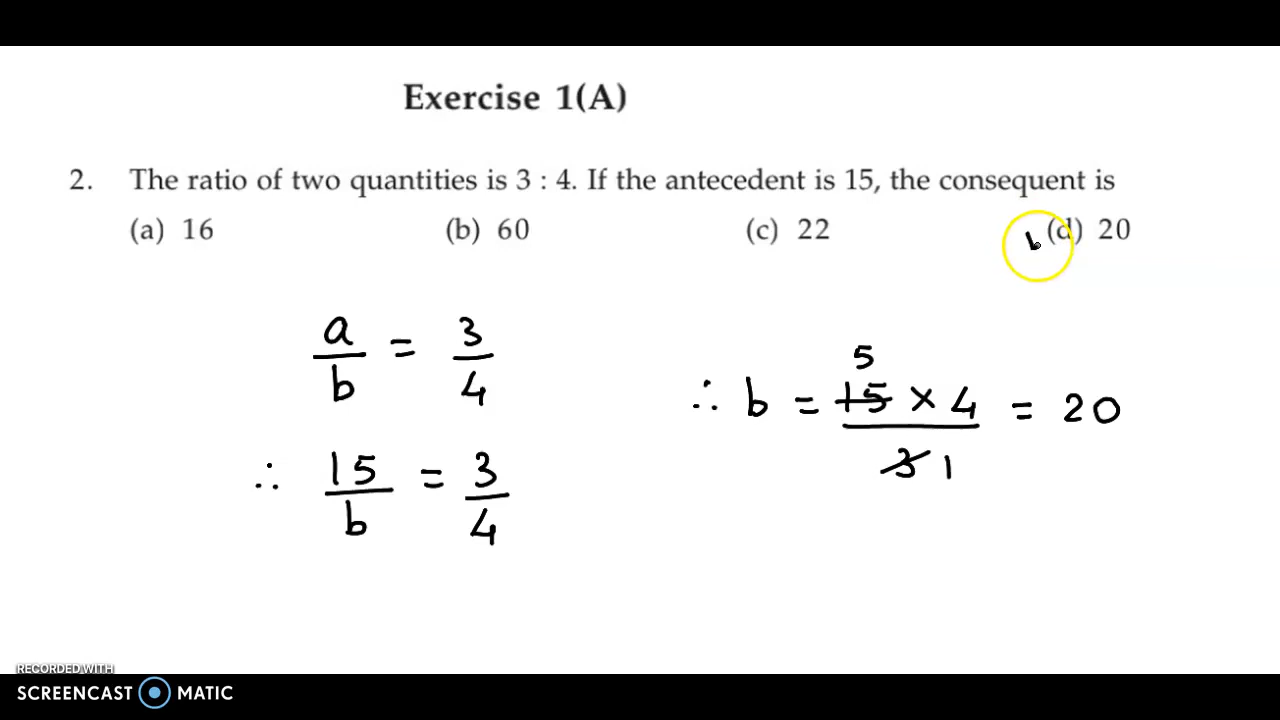 Exercise 1(A)
2. The ratio of two quantities is 3 : 4. If the antecedent is 15, the consequent is
(a) 16 (b) 60 (c) 22 (d) 20
a/b = 3/4
∴ 15/b = 3/4
5
∴ b = 15 × 4 = 20
3 1
RECORDED WITH
SCREENCAST MATIC